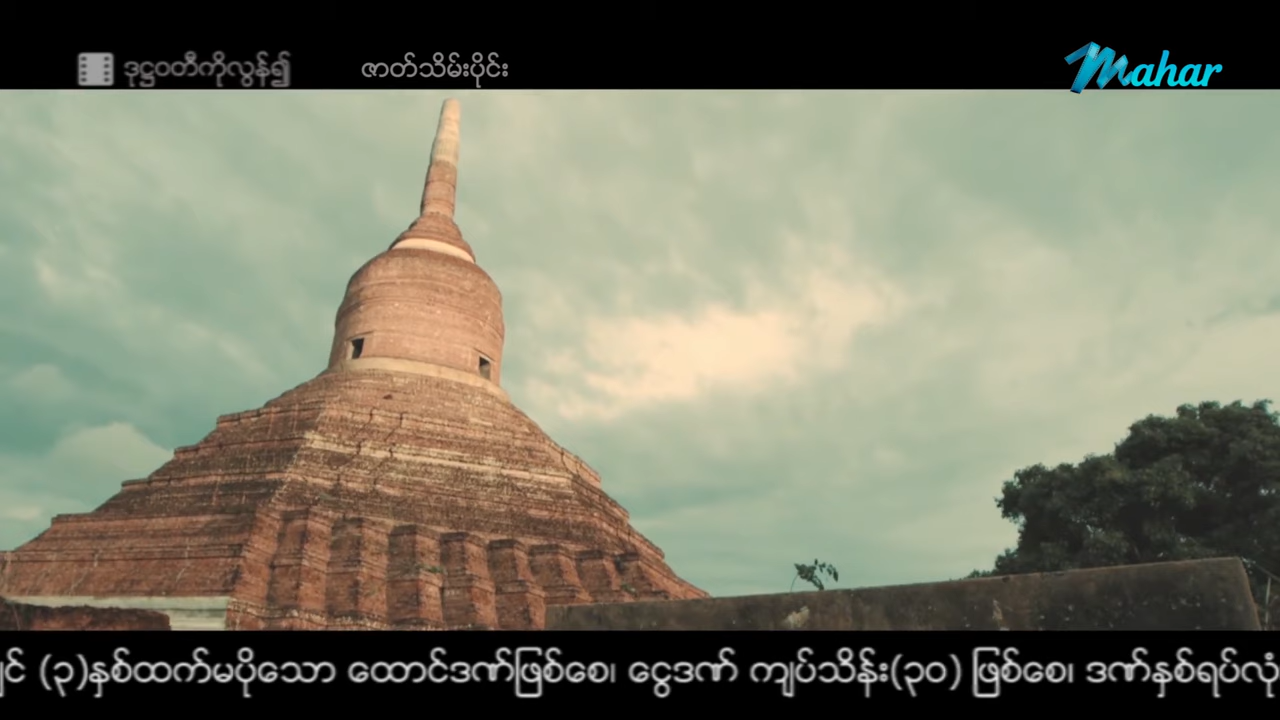 ဒုဋ္ဌဝတီကိုလွန်၍ ဇာတ်သိမ်းပိုင်း
Mahar
(၃)နှစ်ထက်မပိုသော ထောင်ဒဏ်ဖြစ်စေ၊ ငွေဒဏ် ကျပ်သိန်း(၃၀) ဖြစ်စေ၊ ဒဏ်နှစ်ရပ်လုံ